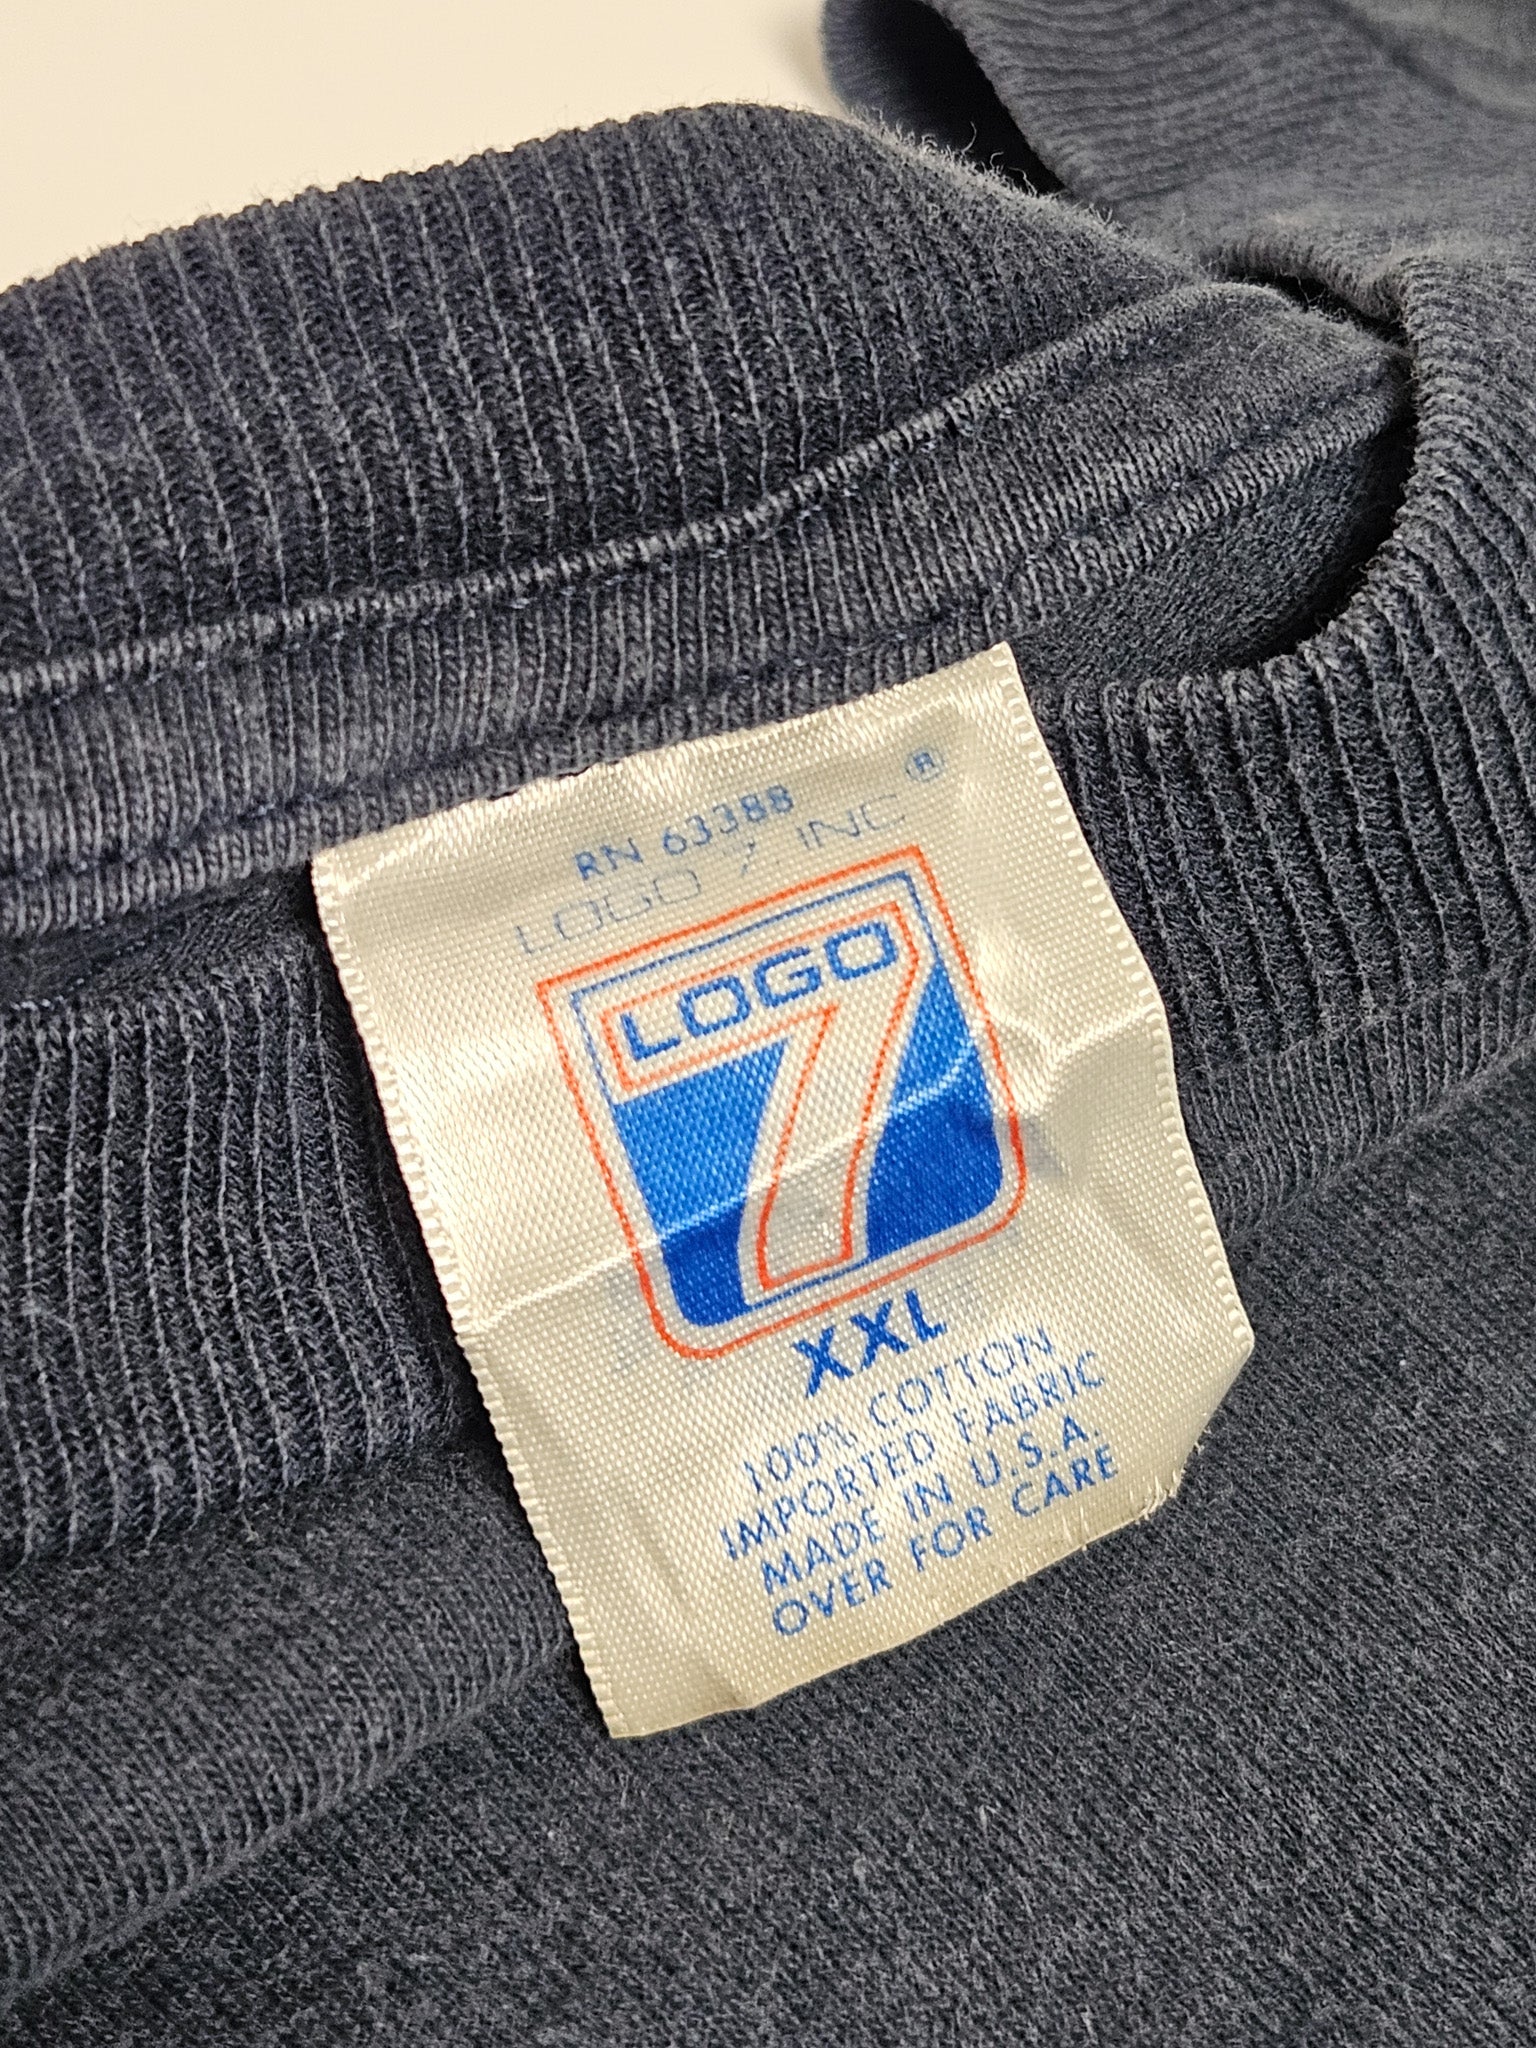 RN 63388
LOGO 7 INC ®
LOGO
7
XXL
100% COTTON
IMPORTED FABRIC
MADE IN U.S.A.
OVER FOR CARE